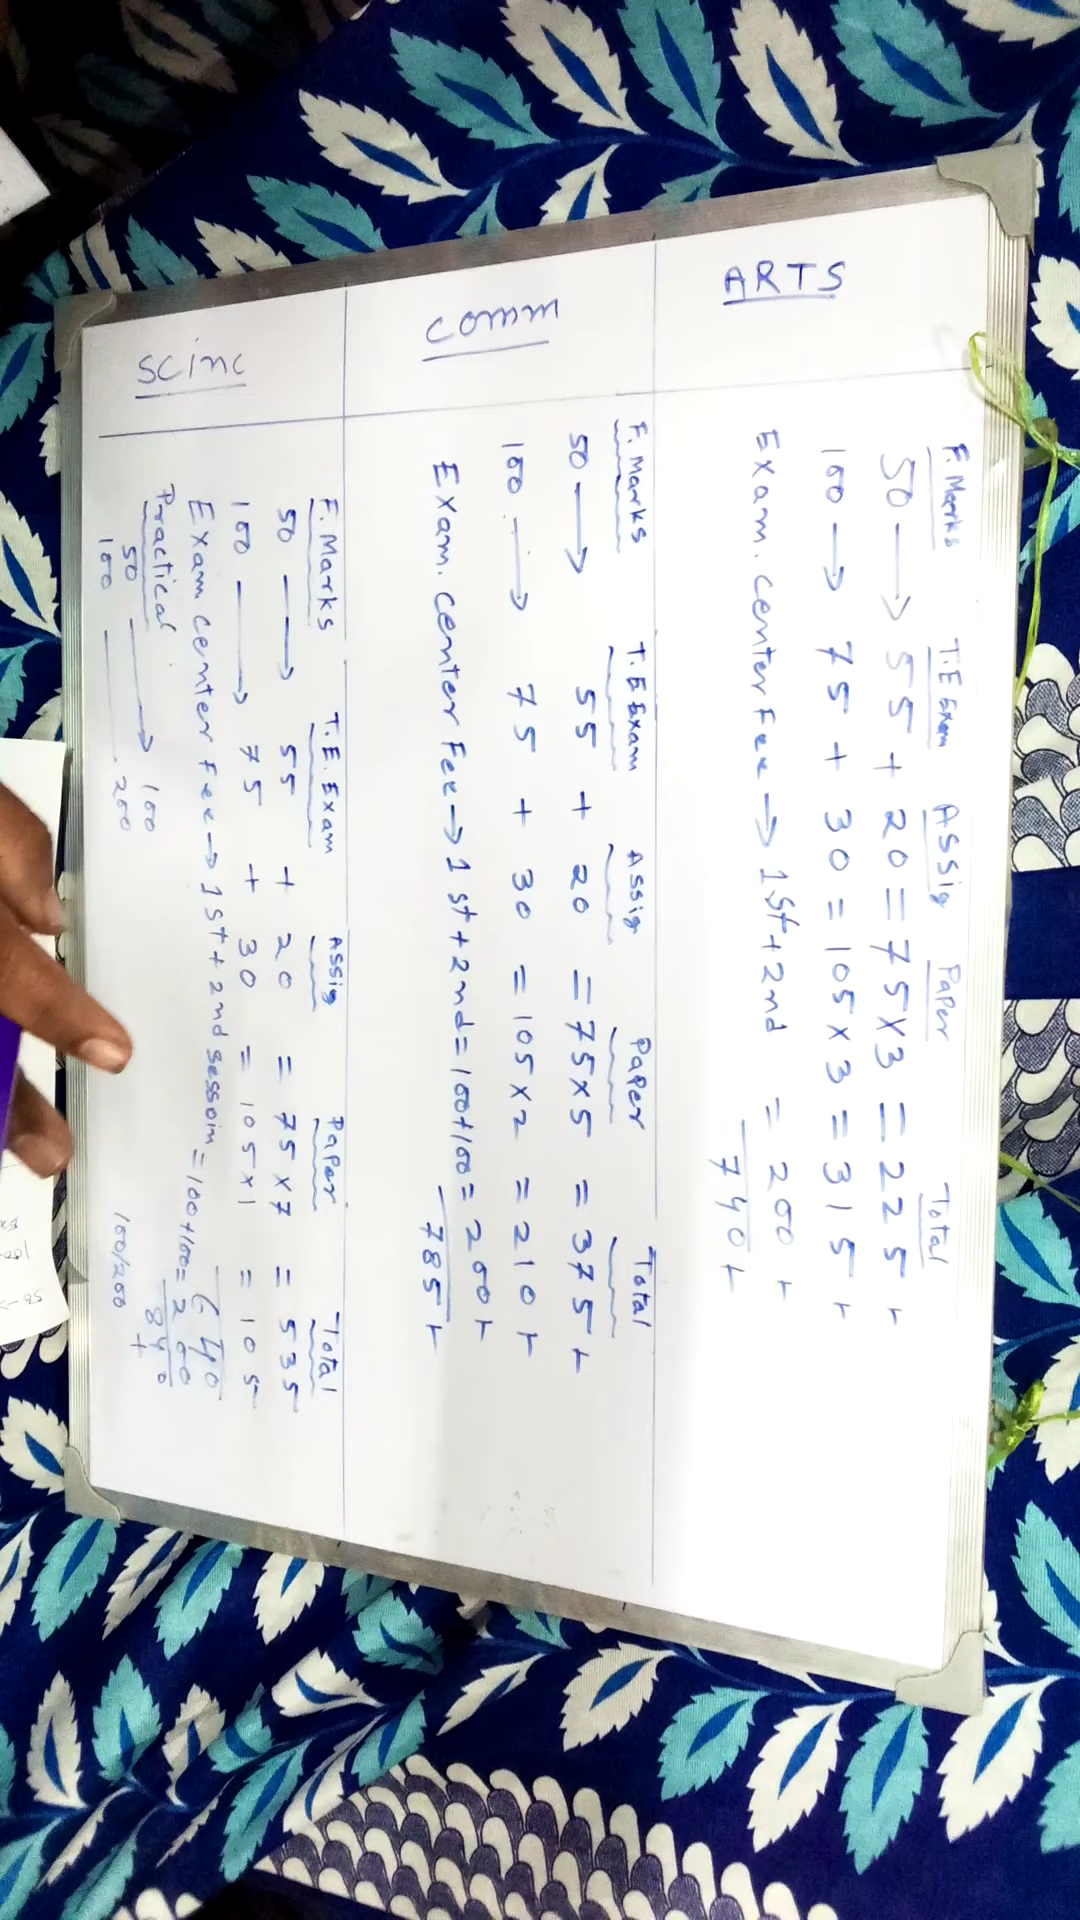 ARTS
F. Marks T.E Exam Assig Paper Total
50 → 55 + 20 = 75 X 3 = 225 +
100 → 75 + 30 = 105 X 3 = 315 +
Exam. center Fee → 1st + 2nd = 200 +
740 +
comm
F. Marks T.E Exam Assig Paper Total
50 → 55 + 20 = 75 X 5 = 375 +
100 → 75 + 30 = 105 X 2 = 210 +
Exam. center Fee → 1st + 2nd = 100+100 = 200 +
785 +
scinc
F. Marks T.E. Exam Assig Paper Total
50 → 55 + 20 = 75 X 7 = 535
100 → 75 + 30 = 105 X 1 = 105
640
Exam center Fee → 1st + 2nd sessoin = 100+100= 200
840 +
Practical
50 → 100
100 200 100/200